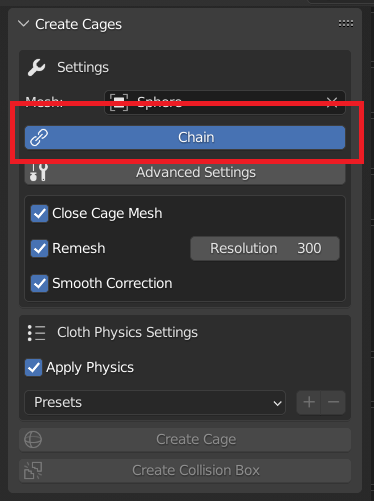 Create Cages
Settings
Mesh: Sphere
Chain
Advanced Settings
Close Cage Mesh
Remesh Resolution 300
Smooth Correction
Cloth Physics Settings
Apply Physics
Presets
Create Cage
Create Collision Box